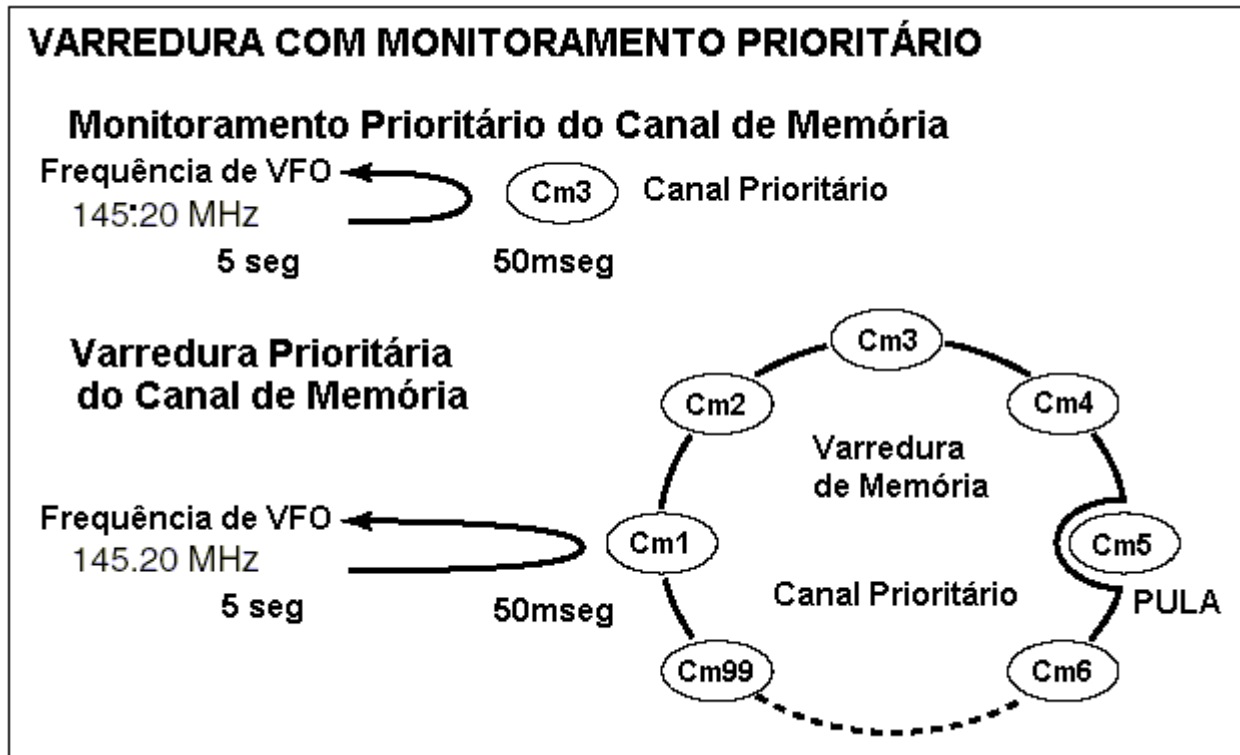 VARREDURA COM MONITORAMENTO PRIORITÁRIO
Monitoramento Prioritário do Canal de Memória
Frequência de VFO
145:20 MHz
Cm3
Canal Prioritário
5 seg
50mseg
Varredura Prioritária
do Canal de Memória
Cm3
Cm2
Cm4
Varredura
de Memória
Frequência de VFO
145.20 MHz
Cm1
Cm5
5 seg
50mseg
Canal Prioritário
PULA
Cm99
Cm6